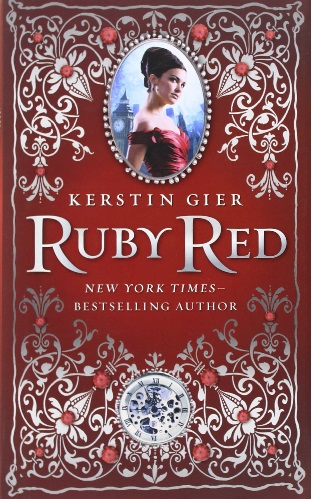 KERSTIN GIER
RUBY RED
NEW YORK TIMES–
BESTSELLING AUTHOR